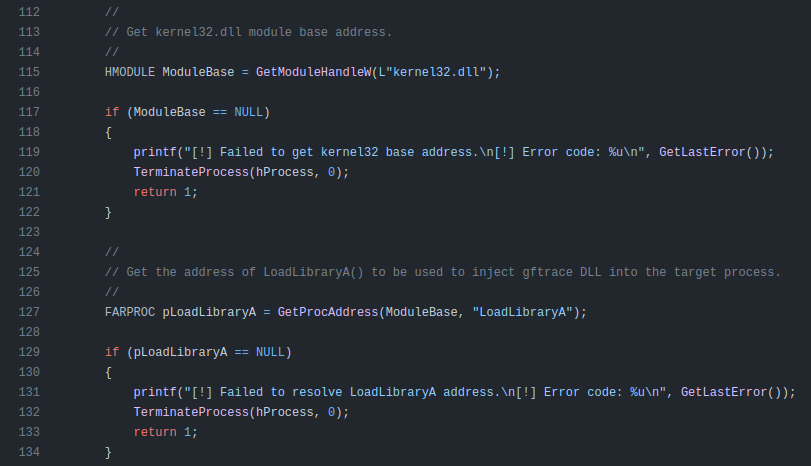 112 //
113 // Get kernel32.dll module base address.
114 //
115 HMODULE ModuleBase = GetModuleHandleW(L"kernel32.dll");
116
117 if (ModuleBase == NULL)
118 {
119 printf("[!] Failed to get kernel32 base address.\n[!] Error code: %u\n", GetLastError());
120 TerminateProcess(hProcess, 0);
121 return 1;
122 }
123
124 //
125 // Get the address of LoadLibraryA() to be used to inject gftrace DLL into the target process.
126 //
127 FARPROC pLoadLibraryA = GetProcAddress(ModuleBase, "LoadLibraryA");
128
129 if (pLoadLibraryA == NULL)
130 {
131 printf("[!] Failed to resolve LoadLibraryA address.\n[!] Error code: %u\n", GetLastError());
132 TerminateProcess(hProcess, 0);
133 return 1;
134 }